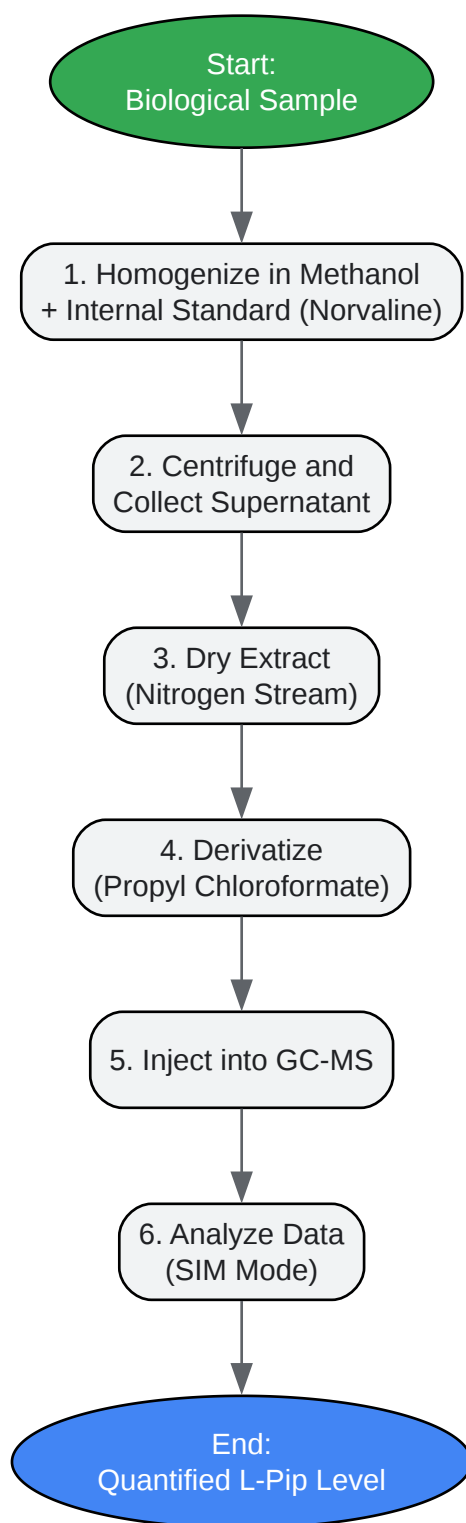 Start:
Biological Sample
1. Homogenize in Methanol
+ Internal Standard (Norvaline)
2. Centrifuge and
Collect Supernatant
3. Dry Extract
(Nitrogen Stream)
4. Derivatize
(Propyl Chloroformate)
5. Inject into GC-MS
6. Analyze Data
(SIM Mode)
End:
Quantified L-Pip Level